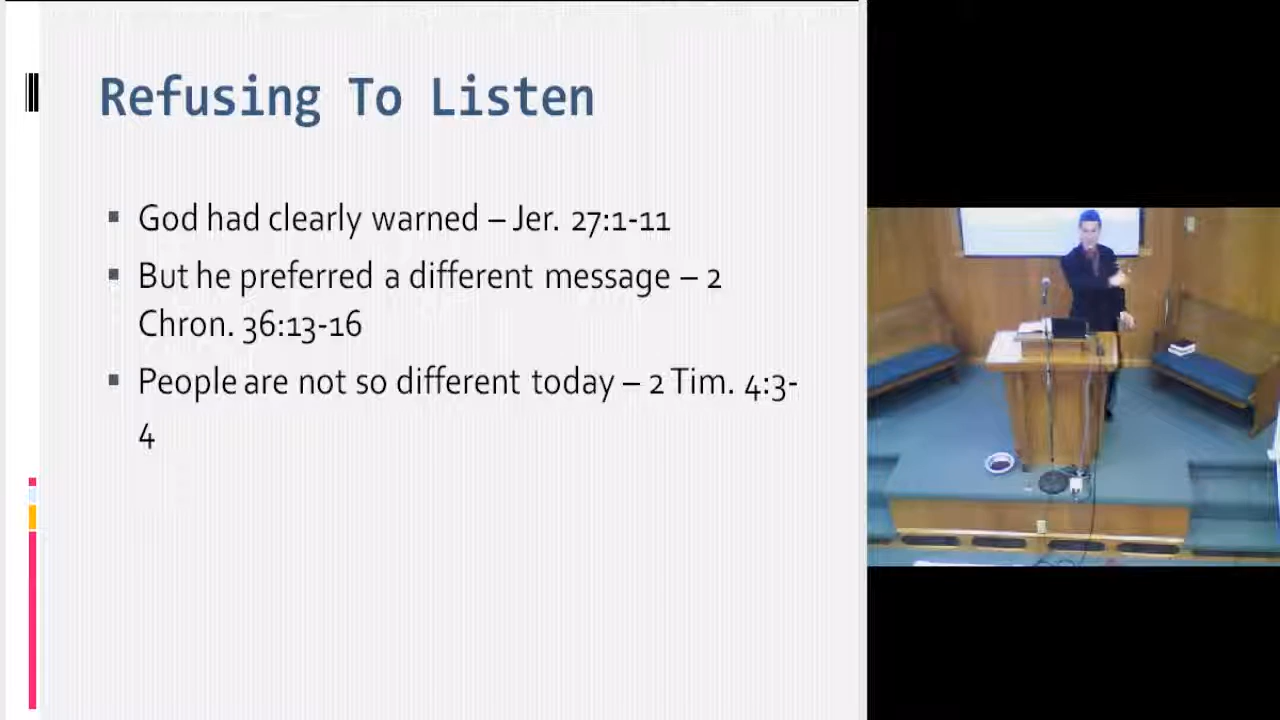 Refusing To Listen
▪ God had clearly warned – Jer. 27:1-11
▪ But he preferred a different message – 2
Chron. 36:13-16
▪ People are not so different today – 2 Tim. 4:3-
4